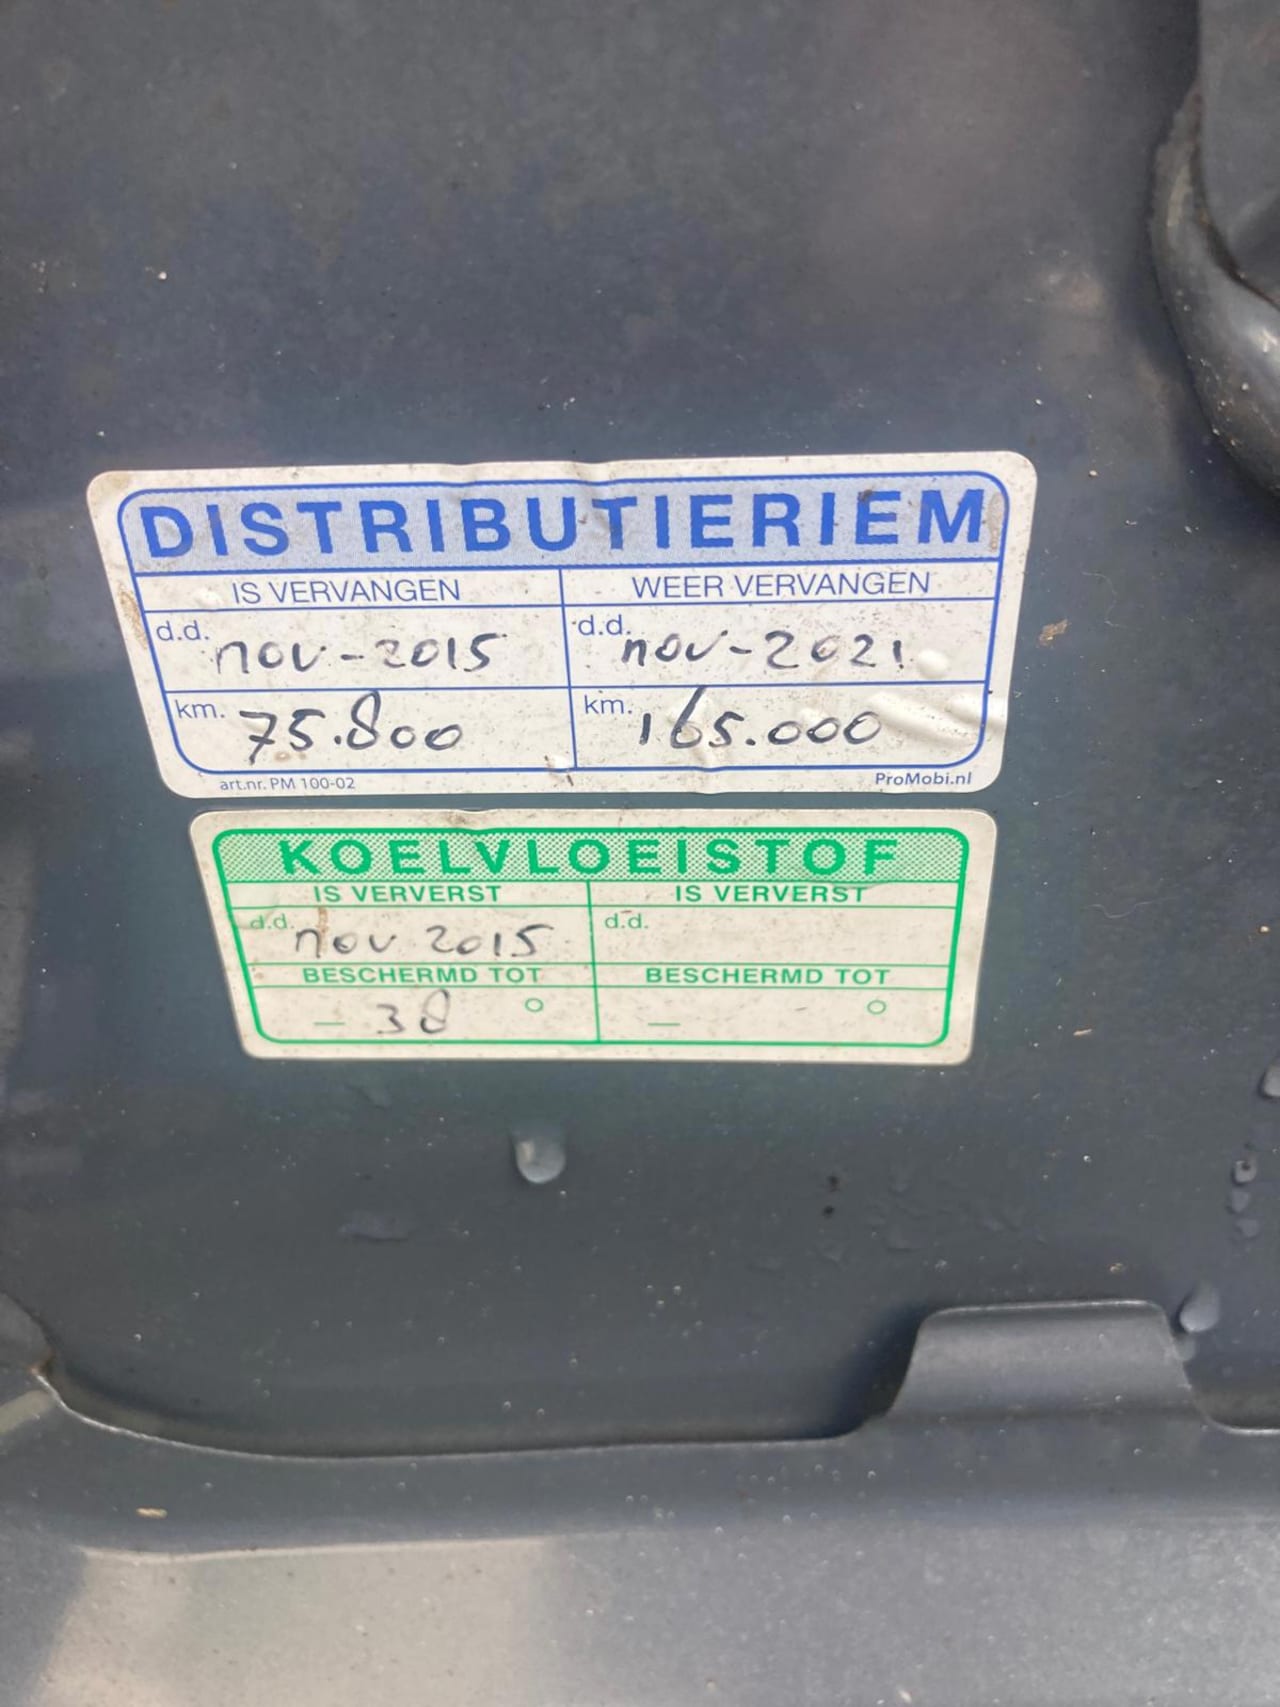 DISTRIBUTIERIEM
IS VERVANGEN WEER VERVANGEN
d.d. nov-2015 d.d. nov-2021
km. 75.800 km. 165.000
art.nr. PM 100-02 ProMobi.nl
KOELVLOEISTOF
IS VERVERST IS VERVERST
d.d. nov 2015 d.d.
BESCHERMD TOT BESCHERMD TOT
– 38 ° – °